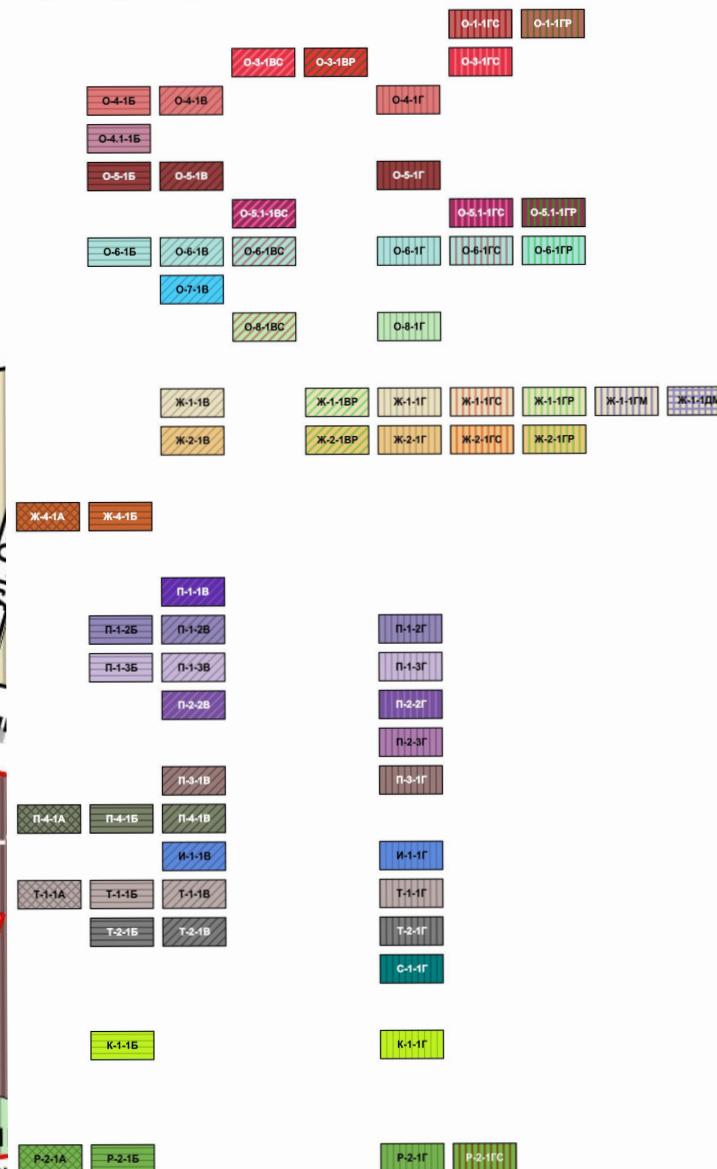 О-1-1ГС О-1-1ГР
О-3-1ВС О-3-1ВР О-3-1ГС
О-4-1Б О-4-1В О-4-1Г
О-4.1-1Б
О-5-1Б О-5-1В О-5-1Г
О-5.1-1ВС О-5.1-1ГС О-5.1-1ГР
О-6-1Б О-6-1В О-6-1ВС О-6-1Г О-6-1ГС О-6-1ГР
О-7-1В
О-8-1ВС О-8-1Г
Ж-1-1В Ж-1-1ВР Ж-1-1Г Ж-1-1ГС Ж-1-1ГР Ж-1-1ГМ Ж-1-1ДМ
Ж-2-1В Ж-2-1ВР Ж-2-1Г Ж-2-1ГС Ж-2-1ГР
Ж-4-1А Ж-4-1Б
П-1-1В
П-1-2Б П-1-2В П-1-2Г
П-1-3Б П-1-3В П-1-3Г
П-2-2В П-2-2Г
П-2-3Г
П-3-1В П-3-1Г
П-4-1А П-4-1Б П-4-1В
И-1-1В И-1-1Г
Т-1-1А Т-1-1Б Т-1-1В Т-1-1Г
Т-2-1Б Т-2-1В Т-2-1Г
С-1-1Г
К-1-1Б К-1-1Г
Р-2-1А Р-2-1Б Р-2-1Г Р-2-1ГС